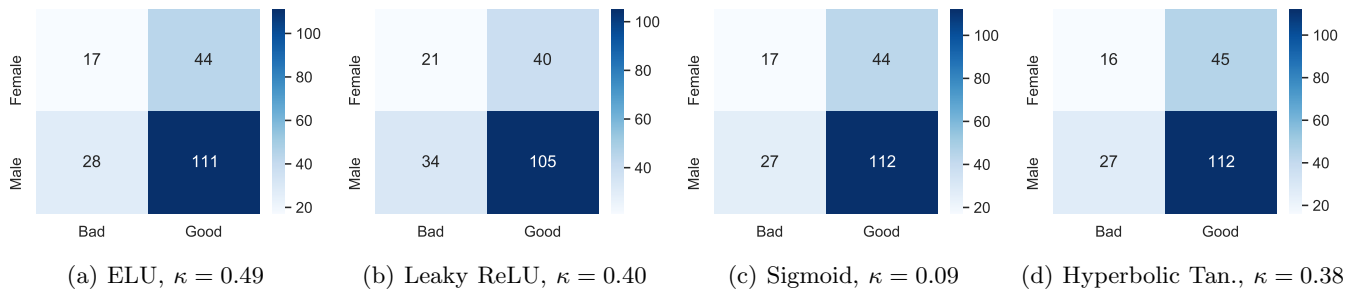 Female
Male
17 44
28 111
Bad Good
100
80
60
40
20
(a) ELU, κ = 0.49
Female
Male
21 40
34 105
Bad Good
100
80
60
40
(b) Leaky ReLU, κ = 0.40
Female
Male
17 44
27 112
Bad Good
100
80
60
40
20
(c) Sigmoid, κ = 0.09
Female
Male
16 45
27 112
Bad Good
100
80
60
40
20
(d) Hyperbolic Tan., κ = 0.38